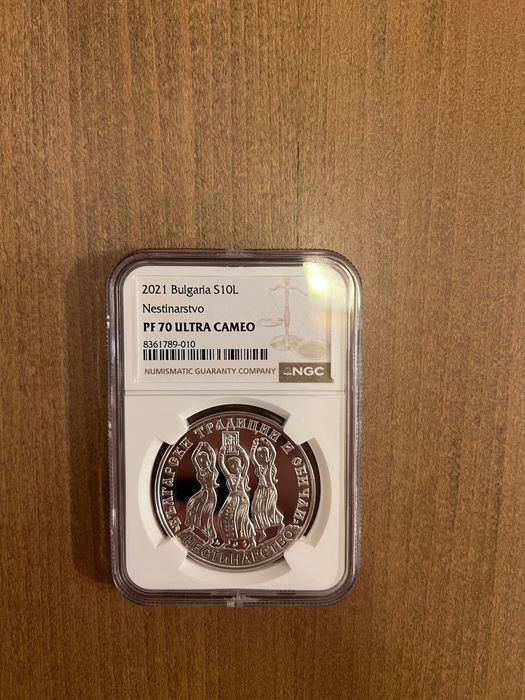 2021 Bulgaria S10L
Nestinarstvo
PF 70 ULTRA CAMEO
8361789-010
NUMISMATIC GUARANTY COMPANY
NGC
БЪЛГАРСКИ ТРАДИЦИИ И ОБИЧАИ
НЕСТИНАРСТВО